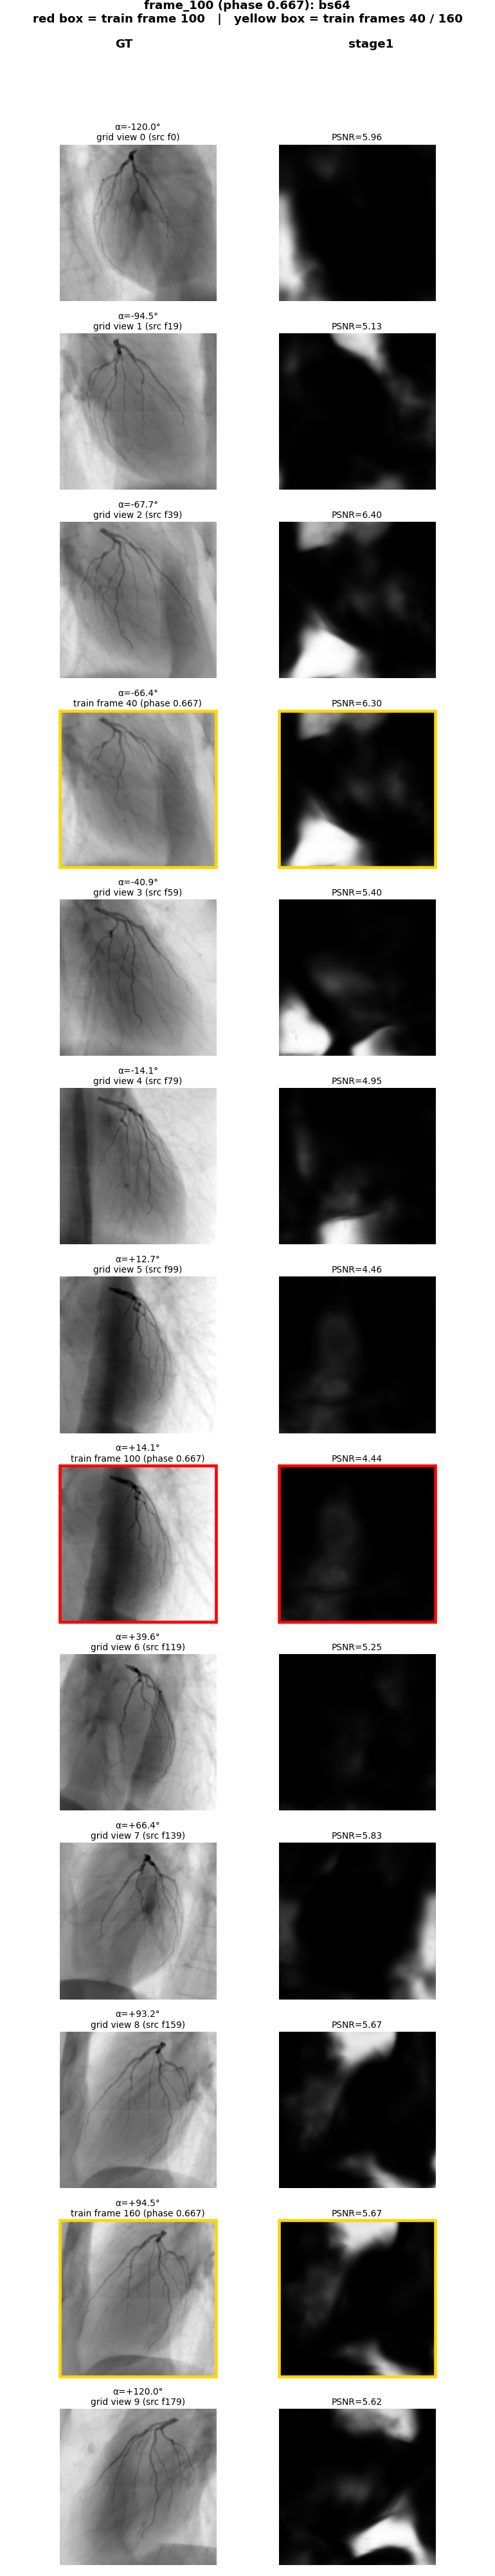 frame_100 (phase 0.667): bs64
red box = train frame 100   |   yellow box = train frames 40 / 160
GT
stage1
α=-120.0°
grid view 0 (src f0)
PSNR=5.96
α=-94.5°
grid view 1 (src f19)
PSNR=5.13
α=-67.7°
grid view 2 (src f39)
PSNR=6.40
α=-66.4°
train frame 40 (phase 0.667)
PSNR=6.30
α=-40.9°
grid view 3 (src f59)
PSNR=5.40
α=-14.1°
grid view 4 (src f79)
PSNR=4.95
α=+12.7°
grid view 5 (src f99)
PSNR=4.46
α=+14.1°
train frame 100 (phase 0.667)
PSNR=4.44
α=+39.6°
grid view 6 (src f119)
PSNR=5.25
α=+66.4°
grid view 7 (src f139)
PSNR=5.83
α=+93.2°
grid view 8 (src f159)
PSNR=5.67
α=+94.5°
train frame 160 (phase 0.667)
PSNR=5.67
α=+120.0°
grid view 9 (src f179)
PSNR=5.62